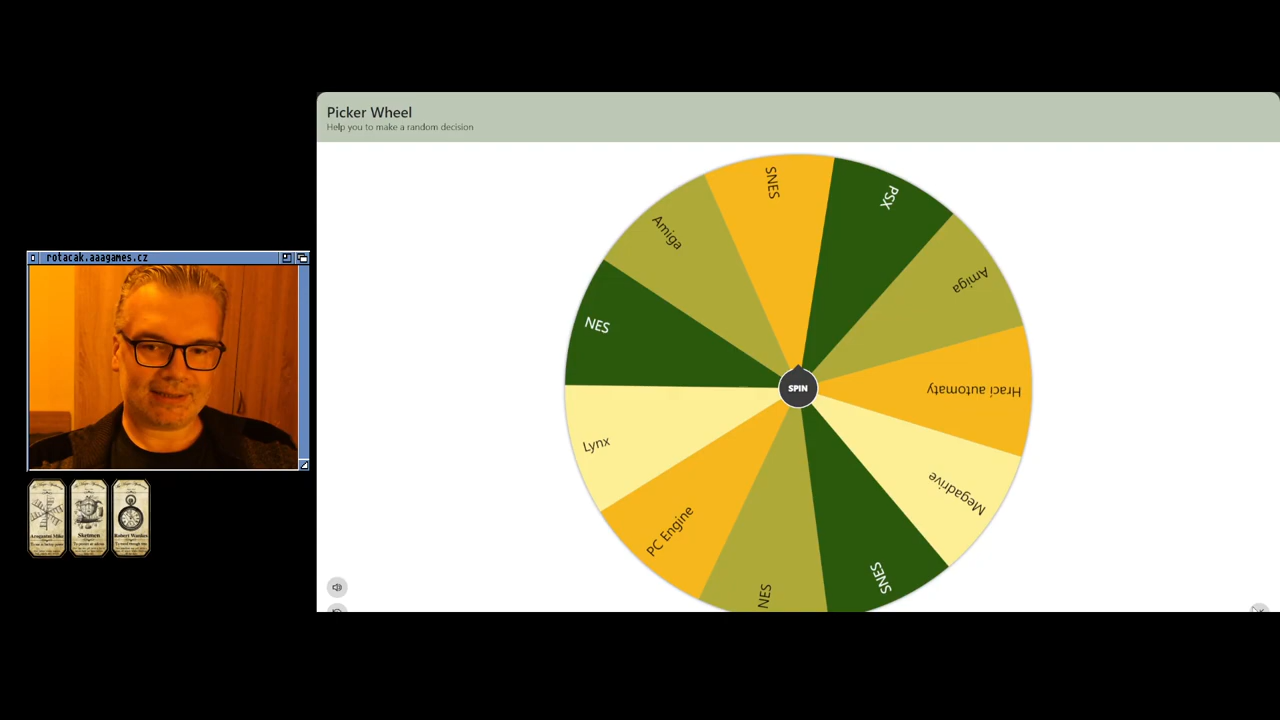 Picker Wheel
Help you to make a random decision
SNES
PSX
Amiga
Amiga
NES
Hraci automaty
Lynx
Megadrive
PC Engine
SNES
NES
SPIN
rotacak.aaagames.cz